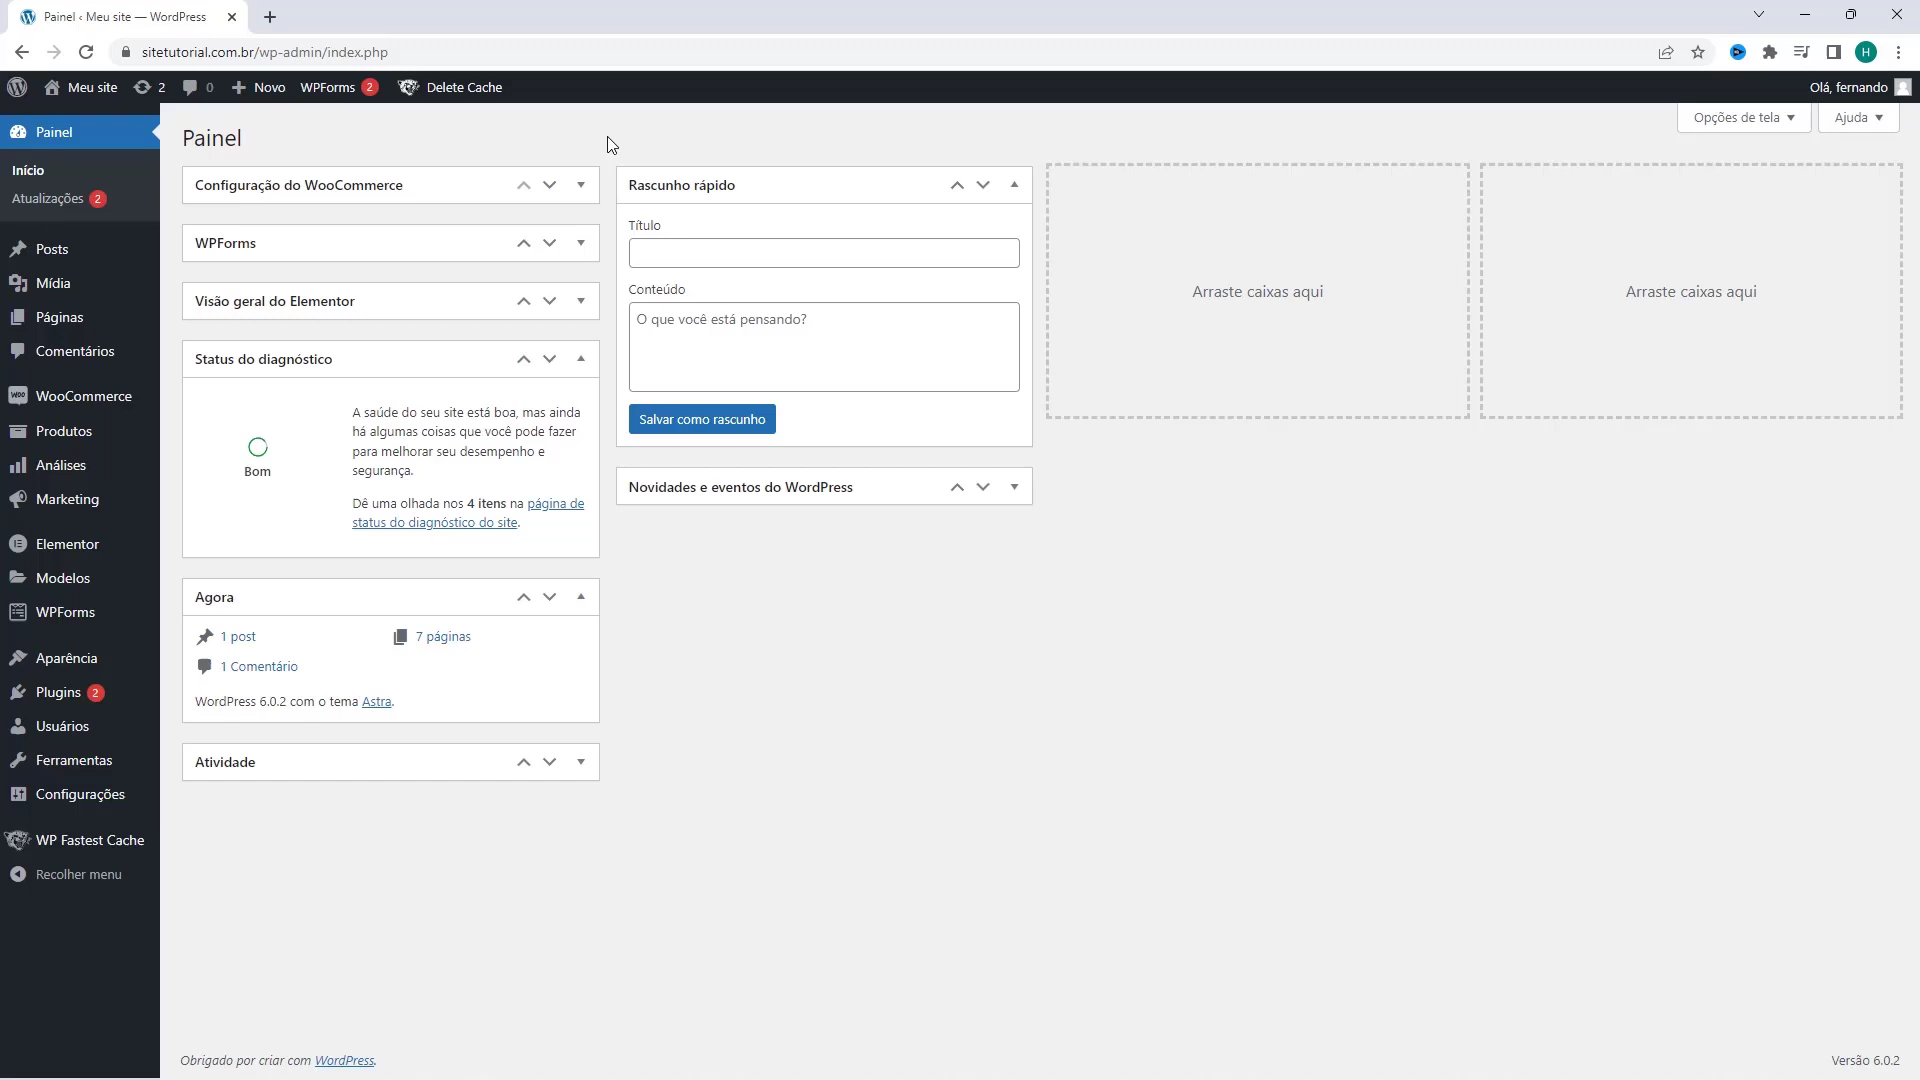 Painel ‹ Meu site — WordPress
sitetutorial.com.br/wp-admin/index.php
H
Meu site
2
0
Novo
WPForms 2
Delete Cache
Olá, fernando
Painel
Início
Atualizações 2
Posts
Mídia
Páginas
Comentários
WooCommerce
Produtos
Análises
Marketing
Elementor
Modelos
WPForms
Aparência
Plugins 2
Usuários
Ferramentas
Configurações
WP Fastest Cache
Recolher menu
Opções de tela
Ajuda
Painel
Configuração do WooCommerce
WPForms
Visão geral do Elementor
Status do diagnóstico
Bom
A saúde do seu site está boa, mas ainda
há algumas coisas que você pode fazer
para melhorar seu desempenho e
segurança.
Dê uma olhada nos 4 itens na página de
status do diagnóstico do site.
Agora
1 post
7 páginas
1 Comentário
WordPress 6.0.2 com o tema Astra.
Atividade
Rascunho rápido
Título
Conteúdo
O que você está pensando?
Salvar como rascunho
Novidades e eventos do WordPress
Arraste caixas aqui
Arraste caixas aqui
Obrigado por criar com WordPress.
Versão 6.0.2